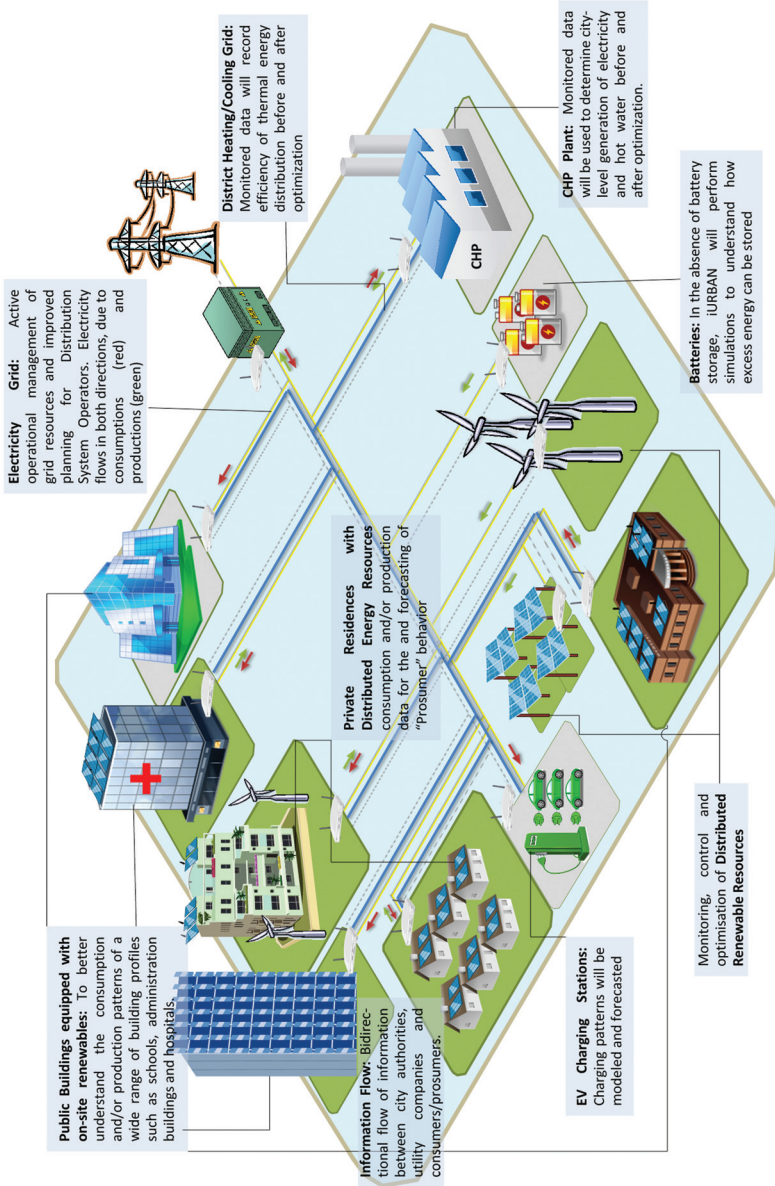 Public Buildings equipped with
on-site renewables: To better
understand the consumption
and/or production patterns of a
wide range of building profiles
such as schools, administration
buildings and hospitals.
Electricity Grid: Active
operational management of
grid resources and improved
planning for Distribution
System Operators. Electricity
flows in both directions, due to
consumptions (red) and
productions (green)
District Heating/Cooling Grid:
Monitored data will record
efficiency of thermal energy
distribution before and after
optimization
Information Flow: Bidirec-
tional flow of information
between city authorities,
utility companies and
consumers/prosumers.
Private Residences with
Distributed Energy Resources
consumption and/or production
data for the and forecasting of
"Prosumer" behavior
CHP
CHP Plant: Monitored data
will be used to determine city-
level generation of electricity
and hot water before and
after optimization.
EV Charging Stations:
Charging patterns will be
modeled and forecasted
Monitoring, control and
optimisation of Distributed
Renewable Resources
Batteries: In the absence of battery
storage, iURBAN will perform
simulations to understand how
excess energy can be stored